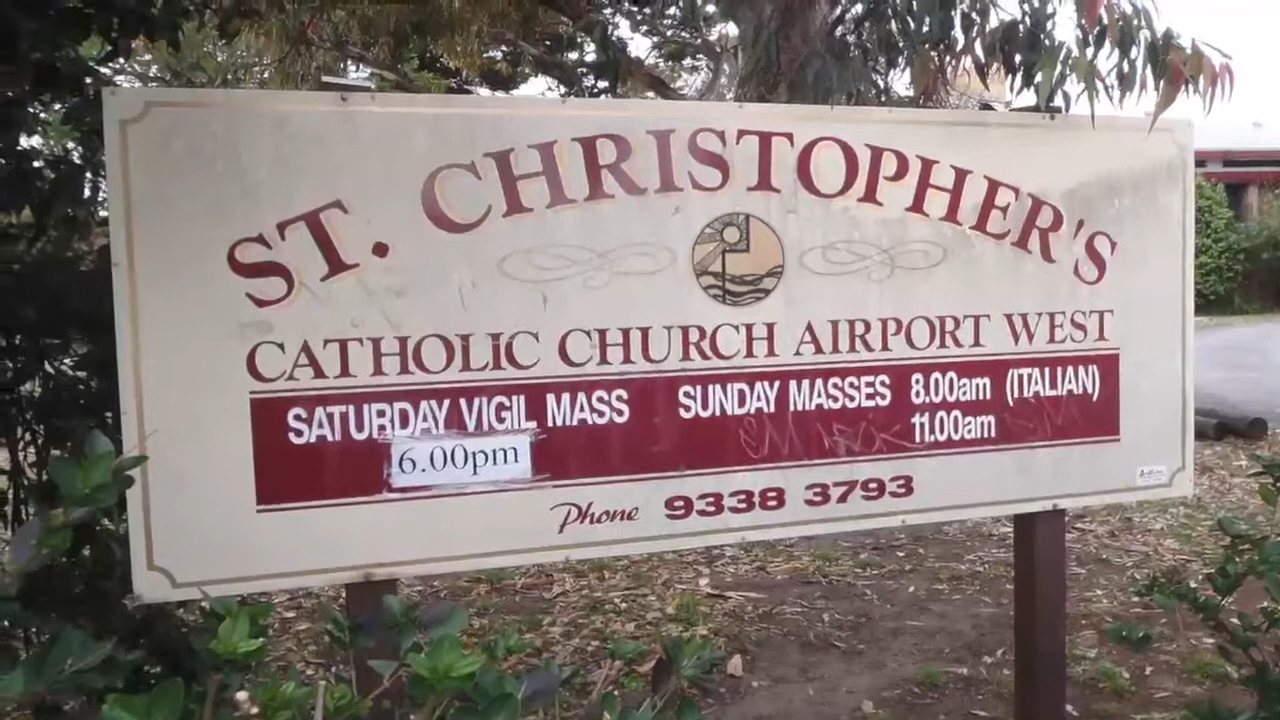 ST. CHRISTOPHER'S
CATHOLIC CHURCH AIRPORT WEST
SATURDAY VIGIL MASS SUNDAY MASSES 8.00am (ITALIAN)
6.00pm 11.00am
Phone 9338 3793